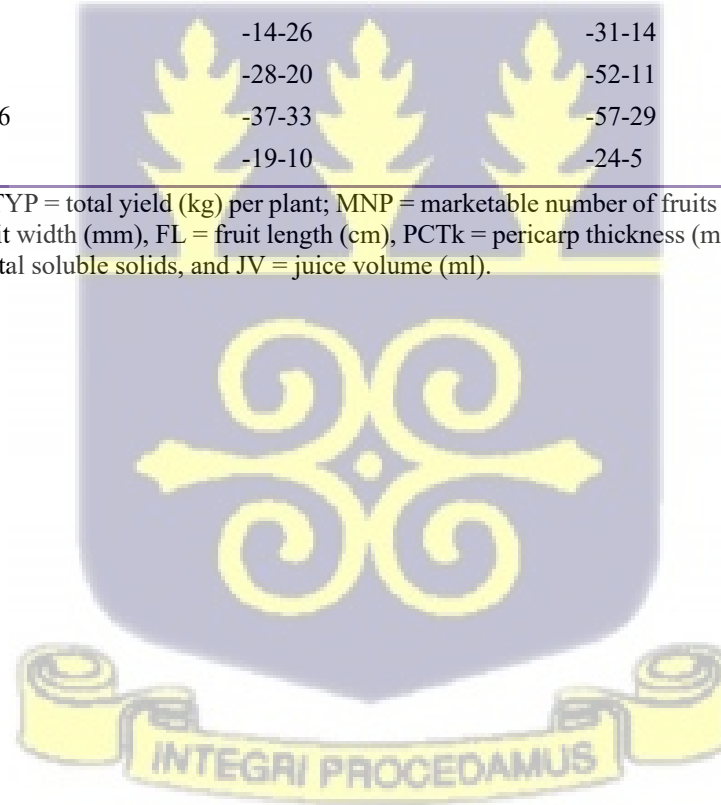 -14-26 -31-14
-28-20 -52-11
6 -37-33 -57-29
-19-10 -24-5
TYP = total yield (kg) per plant; MNP = marketable number of fruits
it width (mm), FL = fruit length (cm), PCTk = pericarp thickness (m
tal soluble solids, and JV = juice volume (ml).
INTEGRI PROCEDAMUS